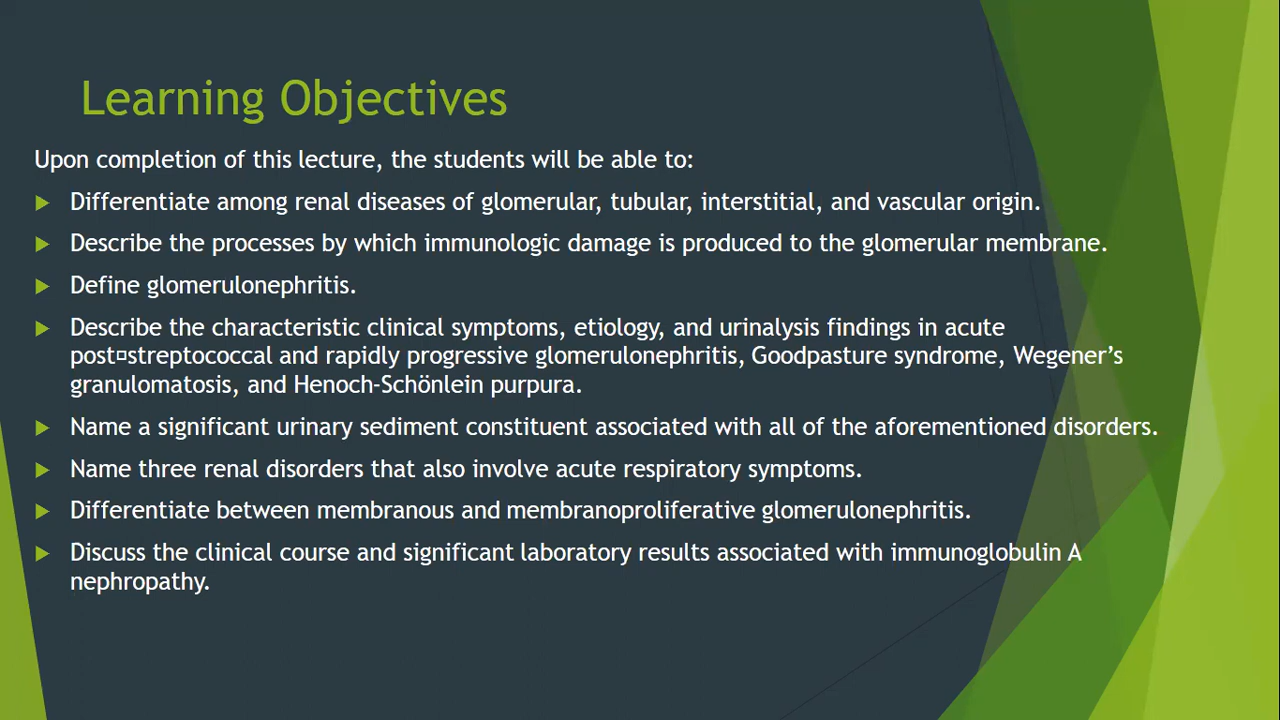 Learning Objectives
Upon completion of this lecture, the students will be able to:
Differentiate among renal diseases of glomerular, tubular, interstitial, and vascular origin.
Describe the processes by which immunologic damage is produced to the glomerular membrane.
Define glomerulonephritis.
Describe the characteristic clinical symptoms, etiology, and urinalysis findings in acute
post¤streptococcal and rapidly progressive glomerulonephritis, Goodpasture syndrome, Wegener’s
granulomatosis, and Henoch-Schönlein purpura.
Name a significant urinary sediment constituent associated with all of the aforementioned disorders.
Name three renal disorders that also involve acute respiratory symptoms.
Differentiate between membranous and membranoproliferative glomerulonephritis.
Discuss the clinical course and significant laboratory results associated with immunoglobulin A
nephropathy.